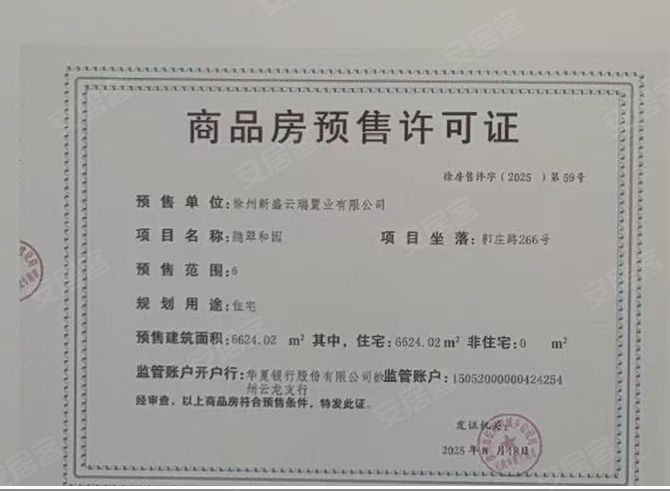 商品房预售许可证
徐房售许字(2025)第59号
预售单位:徐州新盛云瑞置业有限公司
项目名称:隐翠和园 项目坐落:郭庄路266号
预售范围:6
规划用途:住宅
预售建筑面积:6624.02 m² 其中,住宅:6624.02 m² 非住宅:0 m²
监管账户开户行:华夏银行股份有限公司徐州云龙支行 监管账户:15052000000424254
经审查,以上商品房符合预售条件,特发此证。
发证机关:
2025年8月18日
安居客